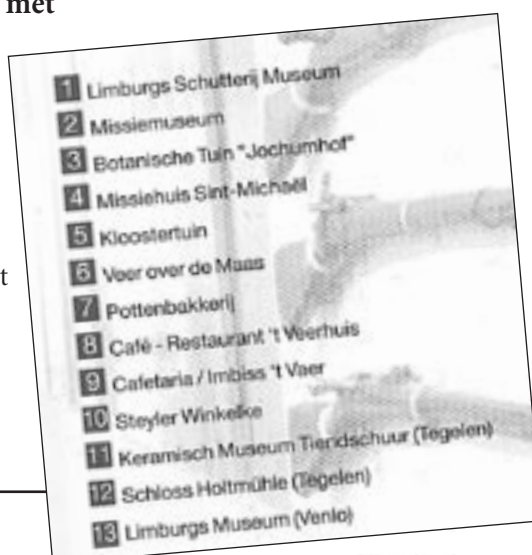 met
t
1 Limburgs Schutterij Museum
2 Missiemuseum
3 Botanische Tuin "Jochumhof"
4 Missiehuis Sint-Michaël
5 Kloostertuin
6 Veer over de Maas
7 Pottenbakkerij
8 Café - Restaurant 't Veerhuis
9 Cafetaria / Imbiss 't Vaer
10 Steyler Winkelke
11 Keramisch Museum Tiendschuur (Tegelen)
12 Schloss Holtmühle (Tegelen)
13 Limburgs Museum (Venlo)